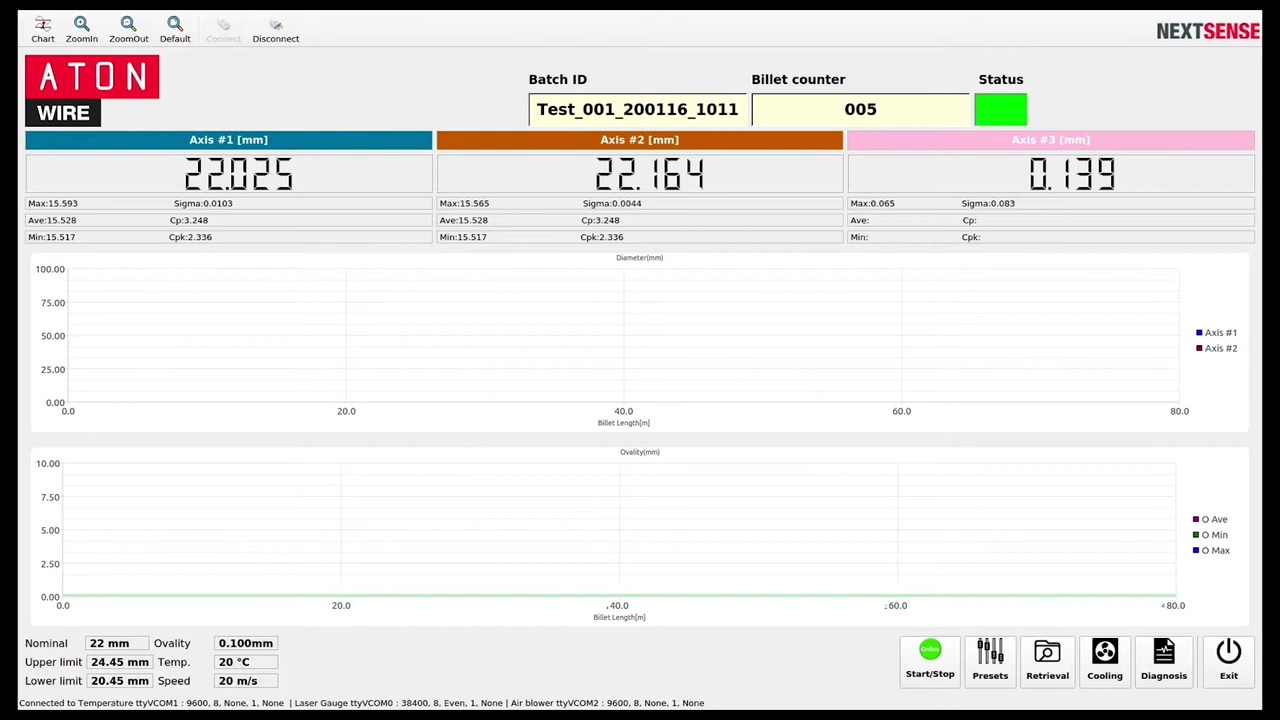 Chart ZoomIn ZoomOut Default Connect Disconnect
NEXTSENSE
ATON
WIRE
Batch ID Billet counter Status
Test_001_200116_1011 005
Axis #1 [mm] Axis #2 [mm] Axis #3 [mm]
22.025 22.164 0.139
Max:15.593 Sigma:0.0103 Max:15.565 Sigma:0.0044 Max:0.065 Sigma:0.083
Ave:15.528 Cp:3.248 Ave:15.528 Cp:3.248 Ave: Cp:
Min:15.517 Cpk:2.336 Min:15.517 Cpk:2.336 Min: Cpk:
Diameter(mm)
100.00
75.00
50.00
25.00
0.00
0.0 20.0 40.0 60.0 80.0
Billet Length[m]
Axis #1
Axis #2
Ovality(mm)
10.00
7.50
5.00
2.50
0.00
0.0 20.0 40.0 60.0 80.0
Billet Length[m]
O Ave
O Min
O Max
Nominal 22 mm Ovality 0.100mm
Upper limit 24.45 mm Temp. 20 °C
Lower limit 20.45 mm Speed 20 m/s
Online
Start/Stop Presets Retrieval Cooling Diagnosis Exit
Connected to Temperature ttyVCOM1 : 9600, 8, None, 1, None | Laser Gauge ttyVCOM0 : 38400, 8, Even, 1, None | Air blower ttyVCOM2 : 9600, 8, None, 1, None